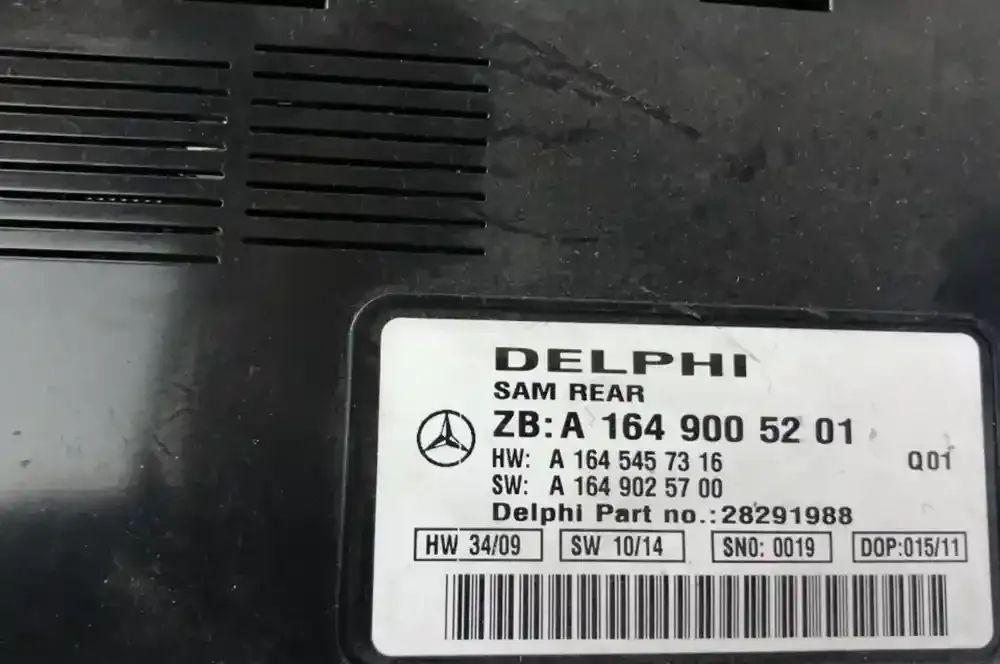 DELPHI
SAM REAR
ZB: A 164 900 52 01
HW: A 164 545 73 16
Q01
SW: A 164 902 57 00
Delphi Part no.:28291988
HW 34/09 SW 10/14 SNO: 0019 DOP:015/11